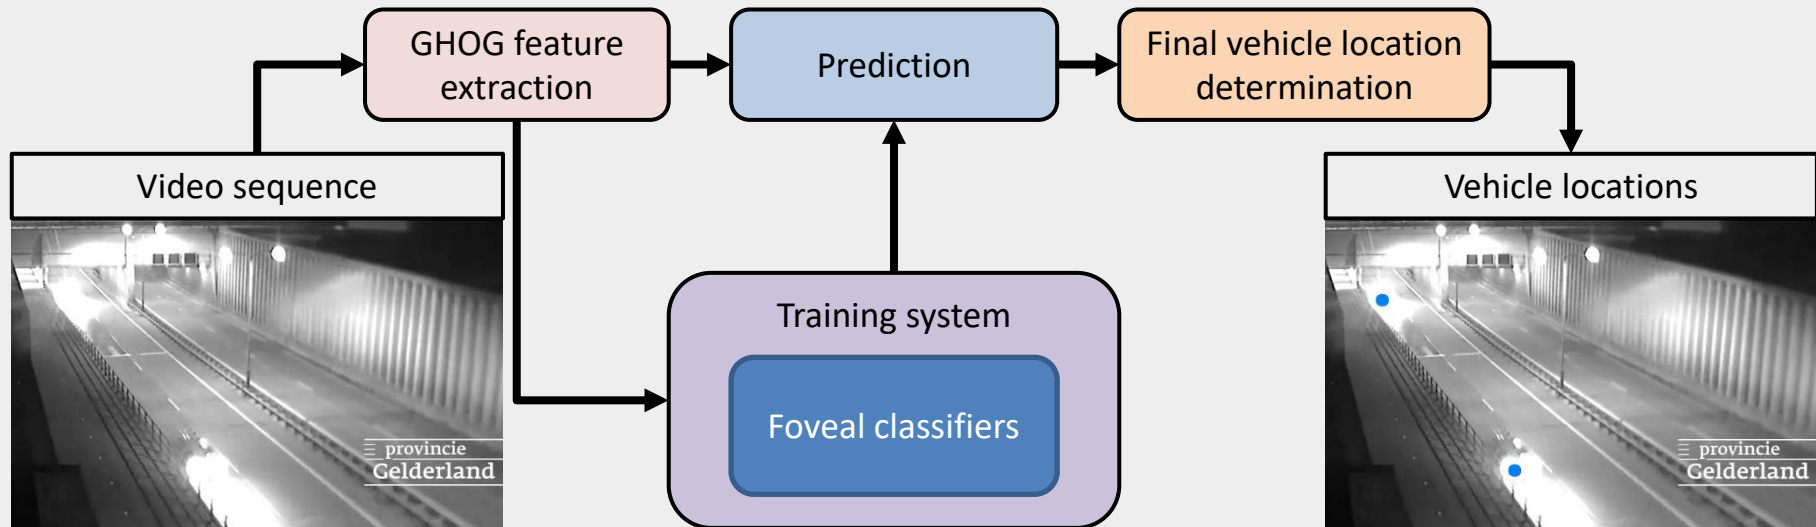 GHOG feature
extraction
Prediction
Final vehicle location
determination
Video sequence
Vehicle locations
Training system
Foveal classifiers
provincie
Gelderland
provincie
Gelderland